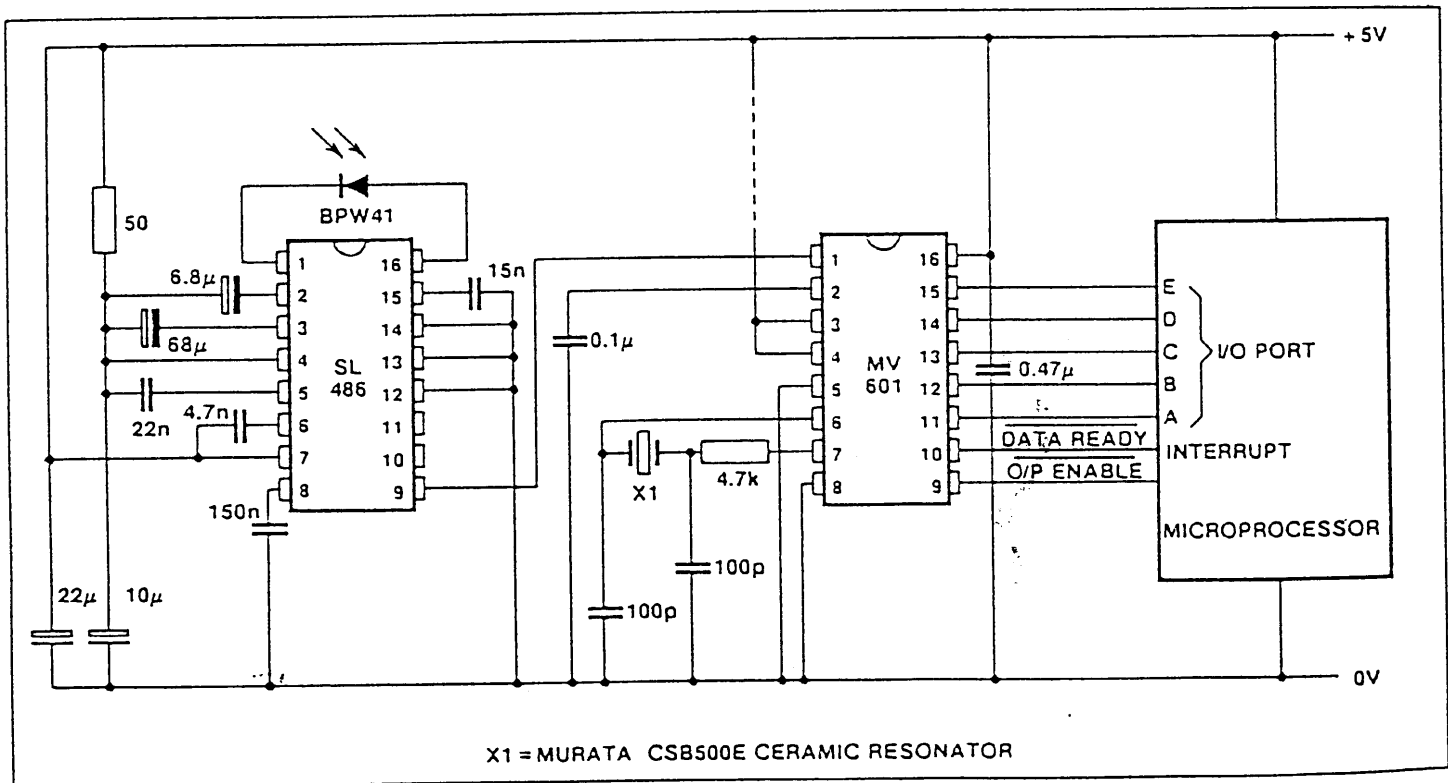 + 5V
50
BPW41
6.8µ
68µ
22n
4.7n
150n
22µ
10µ
1
2
3
4
5
6
7
8
SL
486
16
15
14
13
12
11
10
9
15n
0.1µ
X1
4.7k
100p
100p
1
2
3
4
5
6
7
8
MV
601
16
15
14
13
12
11
10
9
0.47µ
DATA READY
O/P ENABLE
E
D
C
B
A
I/O PORT
INTERRUPT
MICROPROCESSOR
0V
X1 = MURATA CSB500E CERAMIC RESONATOR